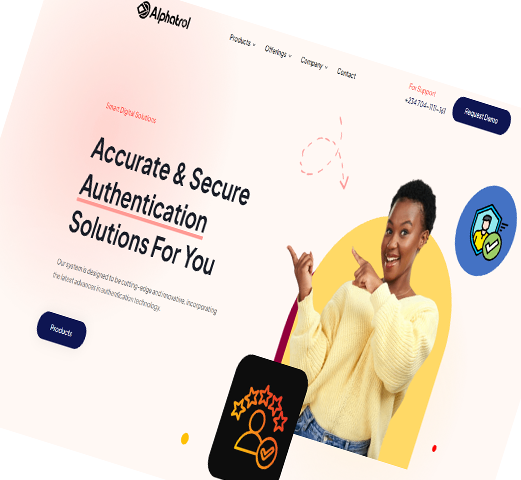 Alphatrol
Products Offerings Company Contact
For Support
+234 704-1111-161
Request Demo
Smart Digital Solutions
Accurate & Secure
Authentication
Solutions For You
Our system is designed to be cutting-edge and innovative, incorporating
the latest advances in authentication technology.
Products